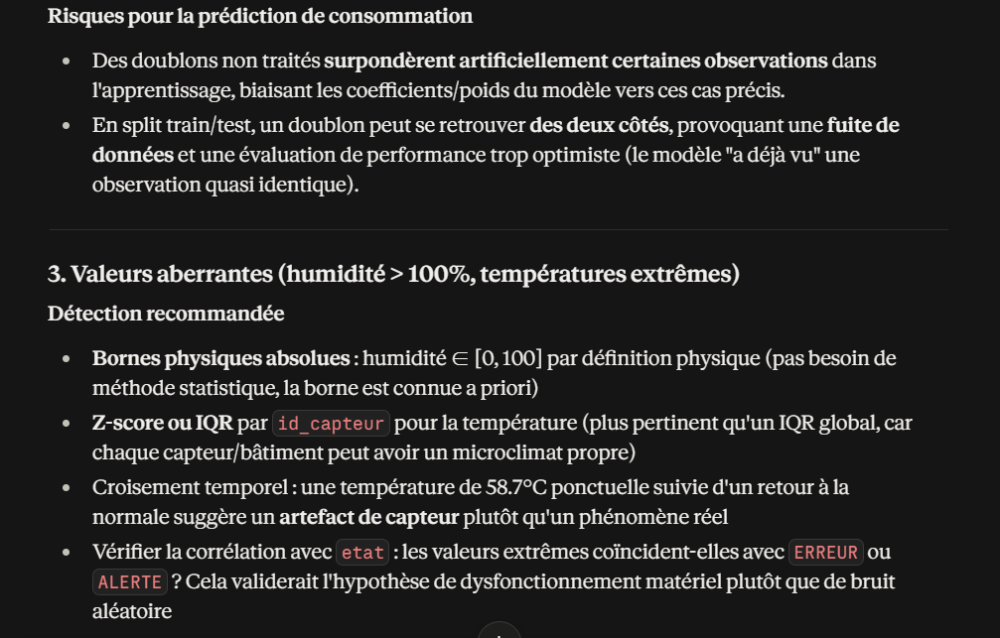 Risques pour la prédiction de consommation
Des doublons non traités surpondèrent artificiellement certaines observations dans
l'apprentissage, biaisant les coefficients/poids du modèle vers ces cas précis.
En split train/test, un doublon peut se retrouver des deux côtés, provoquant une fuite de
données et une évaluation de performance trop optimiste (le modèle "a déjà vu" une
observation quasi identique).
3. Valeurs aberrantes (humidité > 100%, températures extrêmes)
Détection recommandée
Bornes physiques absolues : humidité ∈ [0, 100] par définition physique (pas besoin de
méthode statistique, la borne est connue a priori)
Z-score ou IQR par id_capteur pour la température (plus pertinent qu'un IQR global, car
chaque capteur/bâtiment peut avoir un microclimat propre)
Croisement temporel : une température de 58.7°C ponctuelle suivie d'un retour à la
normale suggère un artefact de capteur plutôt qu'un phénomène réel
Vérifier la corrélation avec etat : les valeurs extrêmes coïncident-elles avec ERREUR ou
ALERTE ? Cela validerait l'hypothèse de dysfonctionnement matériel plutôt que de bruit
aléatoire